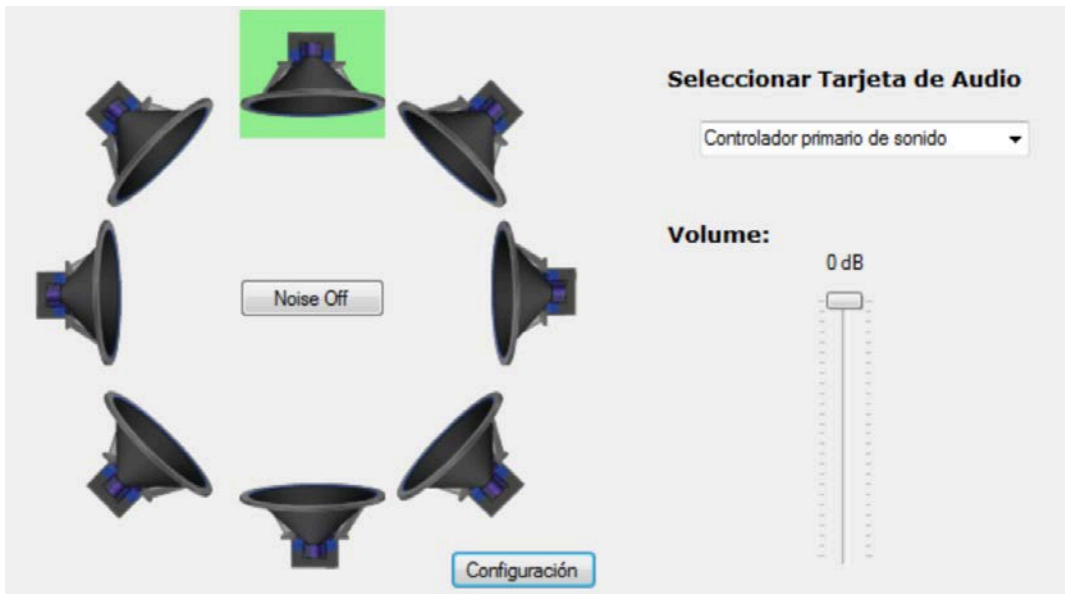 Seleccionar Tarjeta de Audio
Controlador primario de sonido
Volume:
0 dB
Noise Off
Configuración